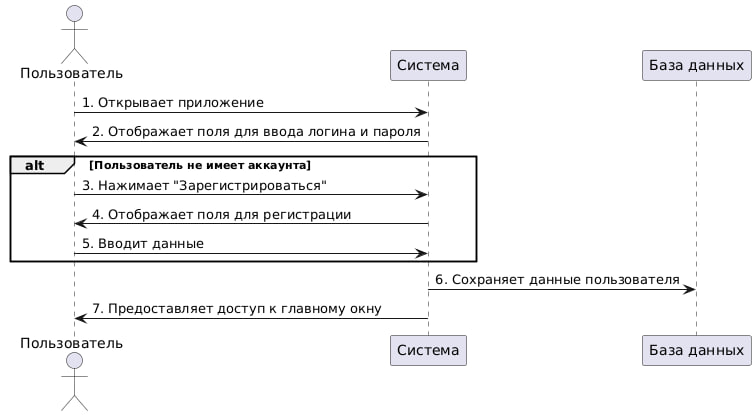 Пользователь
Система
База данных
1. Открывает приложение
2. Отображает поля для ввода логина и пароля
alt [Пользователь не имеет аккаунта]
3. Нажимает "Зарегистрироваться"
4. Отображает поля для регистрации
5. Вводит данные
6. Сохраняет данные пользователя
7. Предоставляет доступ к главному окну
Пользователь
Система
База данных